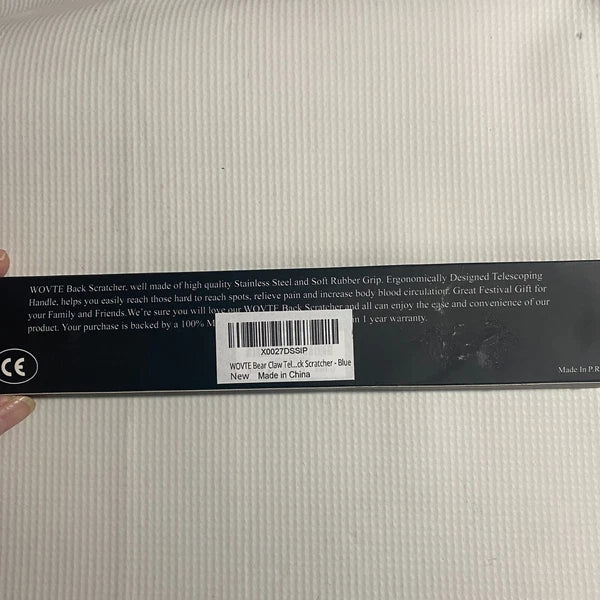 WOVTE Back Scratcher, well made of high quality Stainless Steel and Soft Rubber Grip. Ergonomically Designed Telescoping
Handle, helps you easily reach those hard to reach spots, relieve pain and increase body blood circulation. Great Festival Gift for
your Family and Friends.We're sure you will love our WOVTE Back Scratcher and all can enjoy the ease and convenience of our
product. Your purchase is backed by a 100% M in 1 year warranty.
CE
X0027DSSIP
WOVTE Bear Claw Tel...ck Scratcher - Blue
New Made in China
Made In P.R